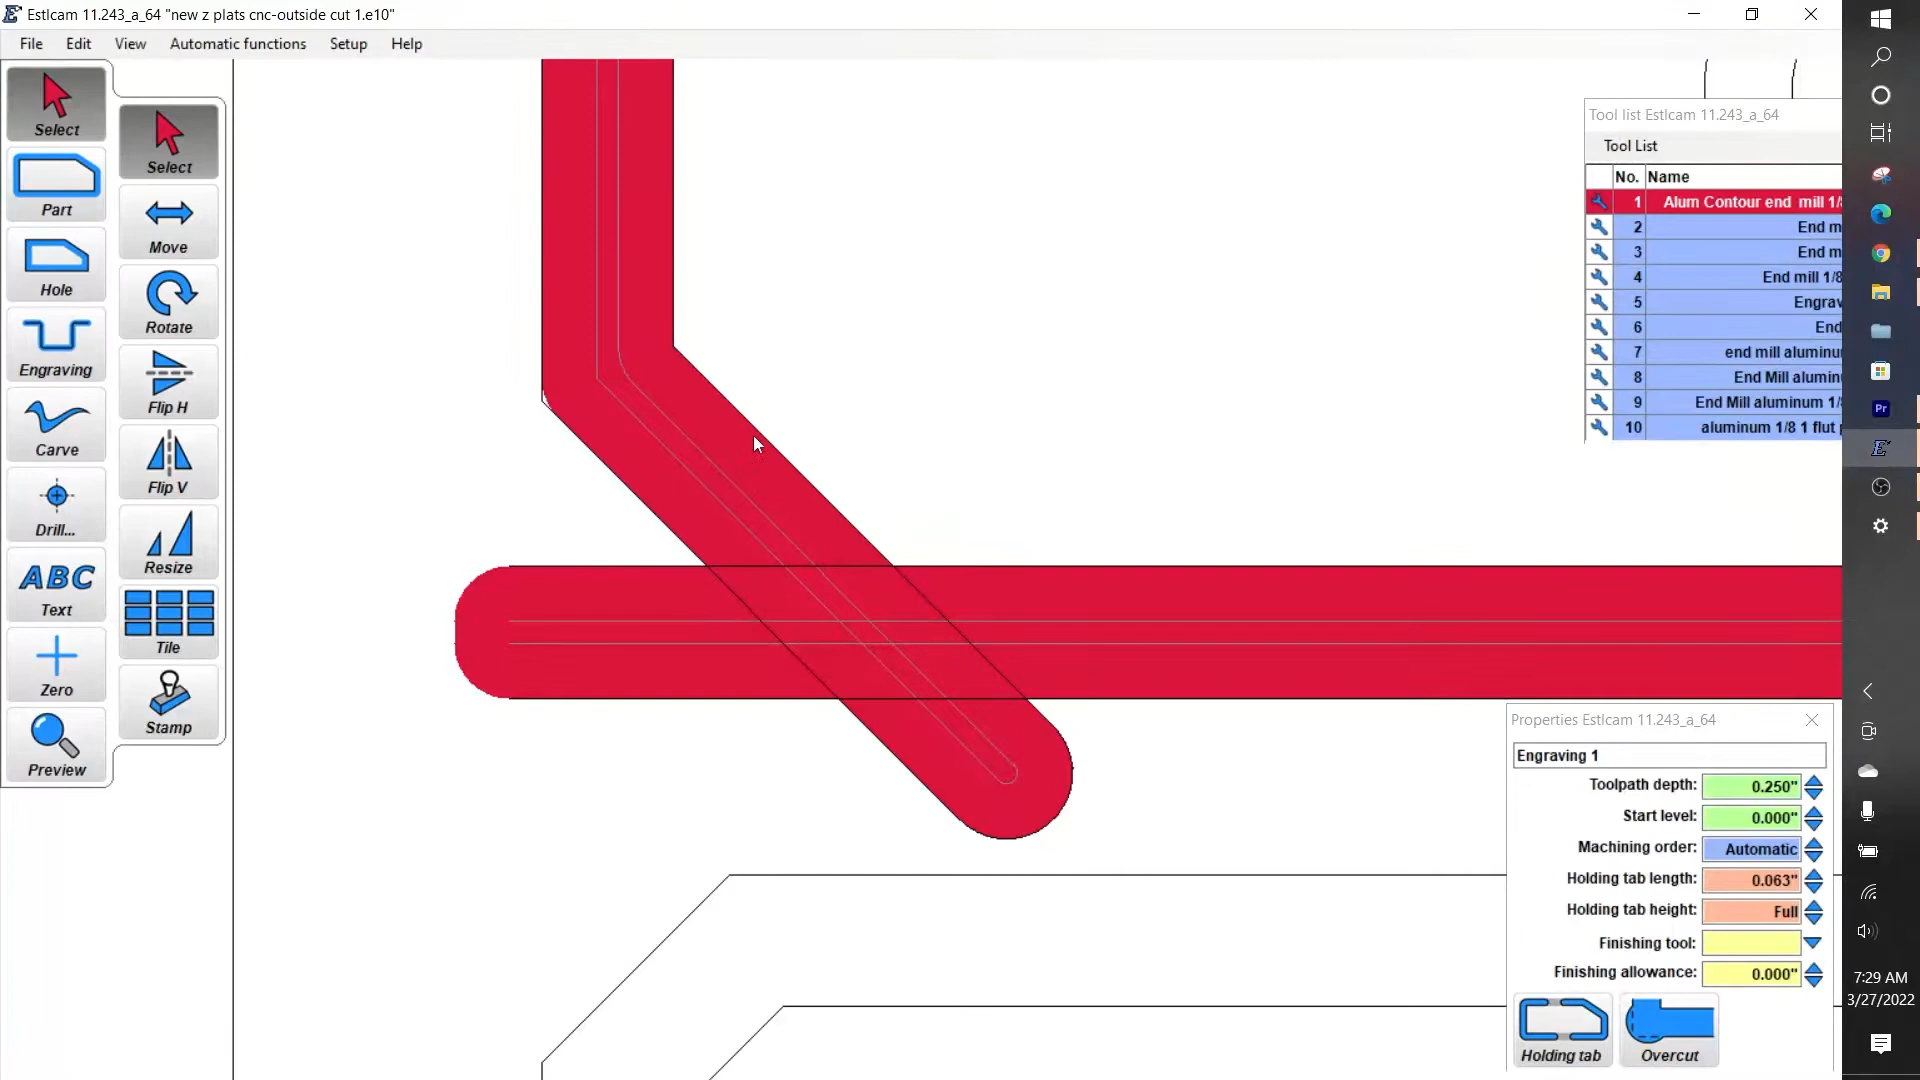 Estlcam 11.243_a_64 "new z plats cnc-outside cut 1.e10"
File Edit View Automatic functions Setup Help
Select
Part
Hole
Engraving
Carve
Drill...
ABC
Text
Zero
Preview
Select
Move
Rotate
Flip H
Flip V
Resize
Tile
Stamp
Tool list Estlcam 11.243_a_64
Tool List
No. Name
1 Alum Contour end mill 1/8
2 End m
3 End m
4 End mill 1/8
5 Engrav
6 End
7 end mill aluminu
8 End Mill alumin
9 End Mill aluminum 1/8
10 aluminum 1/8 1 flut p
Properties Estlcam 11.243_a_64
Engraving 1
Toolpath depth: 0.250"
Start level: 0.000"
Machining order: Automatic
Holding tab length: 0.063"
Holding tab height: Full
Finishing tool:
Finishing allowance: 0.000"
Holding tab
Overcut
Pr
7:29 AM
3/27/2022